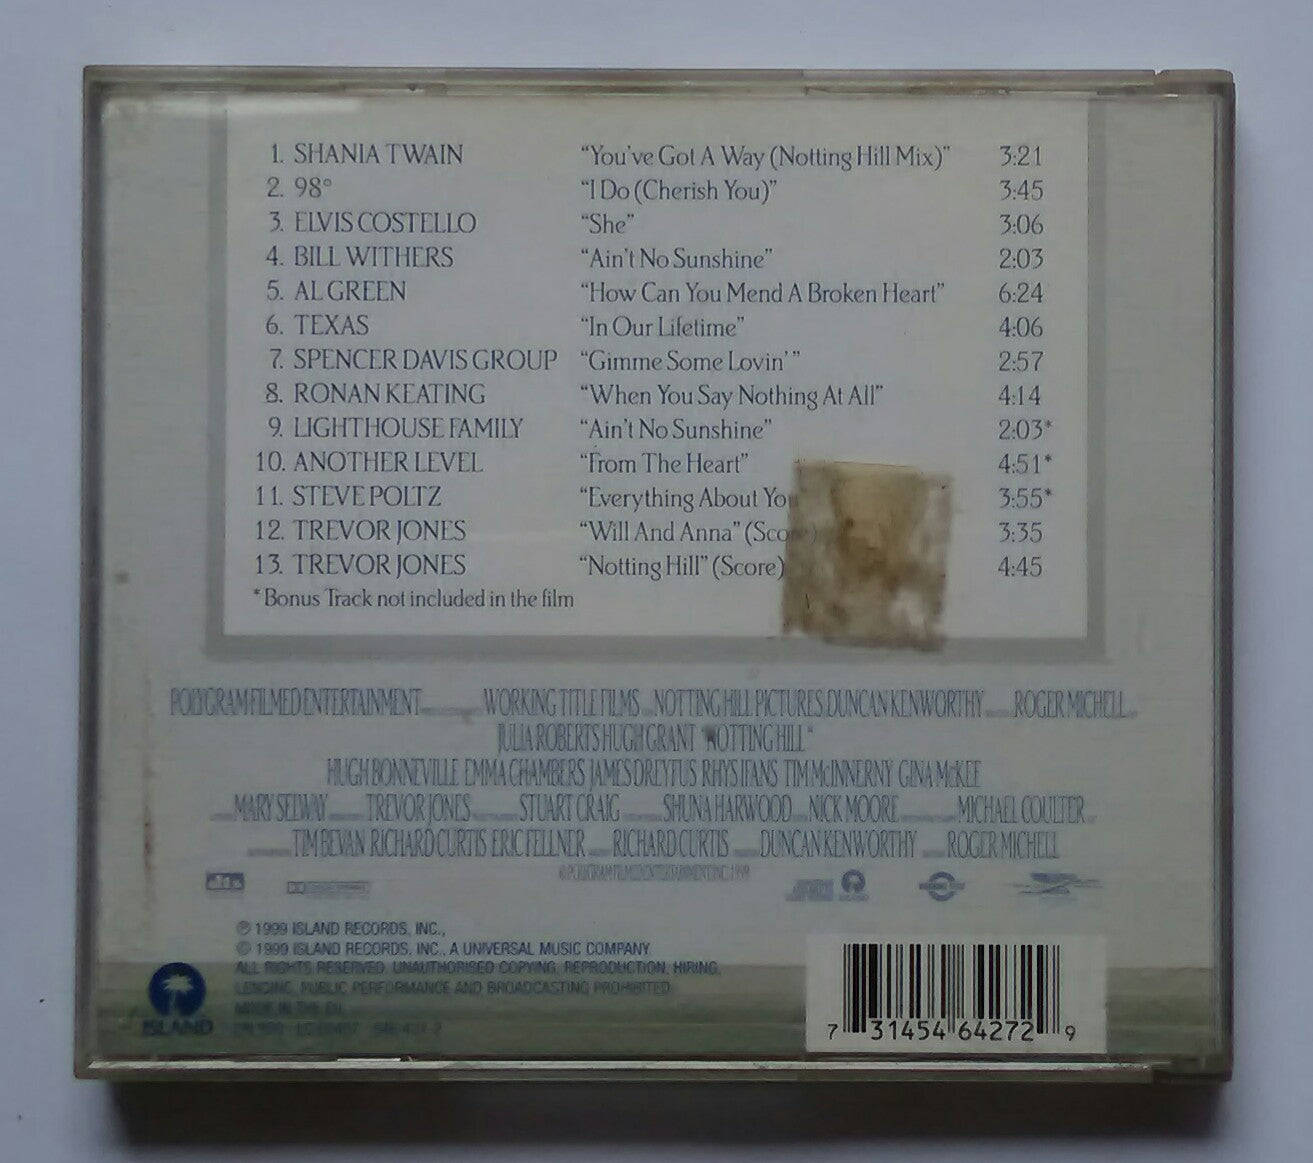 1. SHANIA TWAIN "You've Got A Way (Notting Hill Mix)" 3:21
2. 98° "I Do (Cherish You)" 3:45
3. ELVIS COSTELLO "She" 3:06
4. BILL WITHERS "Ain't No Sunshine" 2:03
5. AL GREEN "How Can You Mend A Broken Heart" 6:24
6. TEXAS "In Our Lifetime" 4:06
7. SPENCER DAVIS GROUP "Gimme Some Lovin'" 2:57
8. RONAN KEATING "When You Say Nothing At All" 4:14
9. LIGHTHOUSE FAMILY "Ain't No Sunshine" 2:03*
10. ANOTHER LEVEL "From The Heart" 4:51*
11. STEVE POLTZ "Everything About You 3:55*
12. TREVOR JONES "Will And Anna" (Score) 3:35
13. TREVOR JONES "Notting Hill" (Score) 4:45
* Bonus Track not included in the film
POLYGRAM FILMED ENTERTAINMENT WORKING TITLE FILMS NOTTING HILL PICTURES DUNCAN KENWORTHY ROGER MICHELL
JULIA ROBERTS HUGH GRANT "NOTTING HILL"
HUGH BONNEVILLE EMMA CHAMBERS JAMES DREYFUS RHYS IFANS TIM McINNERNY GINA McKEE
MARY SELWAY TREVOR JONES STUART CRAIG SHUNA HARWOOD NICK MOORE MICHAEL COULTER
TIM BEVAN RICHARD CURTIS ERIC FELLNER RICHARD CURTIS DUNCAN KENWORTHY ROGER MICHELL
© POLYGRAM FILMED ENTERTAINMENT INC. 1999
dts
℗ 1999 ISLAND RECORDS, INC.,
© 1999 ISLAND RECORDS, INC., A UNIVERSAL MUSIC COMPANY.
ALL RIGHTS RESERVED. UNAUTHORISED COPYING, REPRODUCTION, HIRING,
LENDING, PUBLIC PERFORMANCE AND BROADCASTING PROHIBITED.
MADE IN THE EU.
ISLAND
7 31454 64272 9